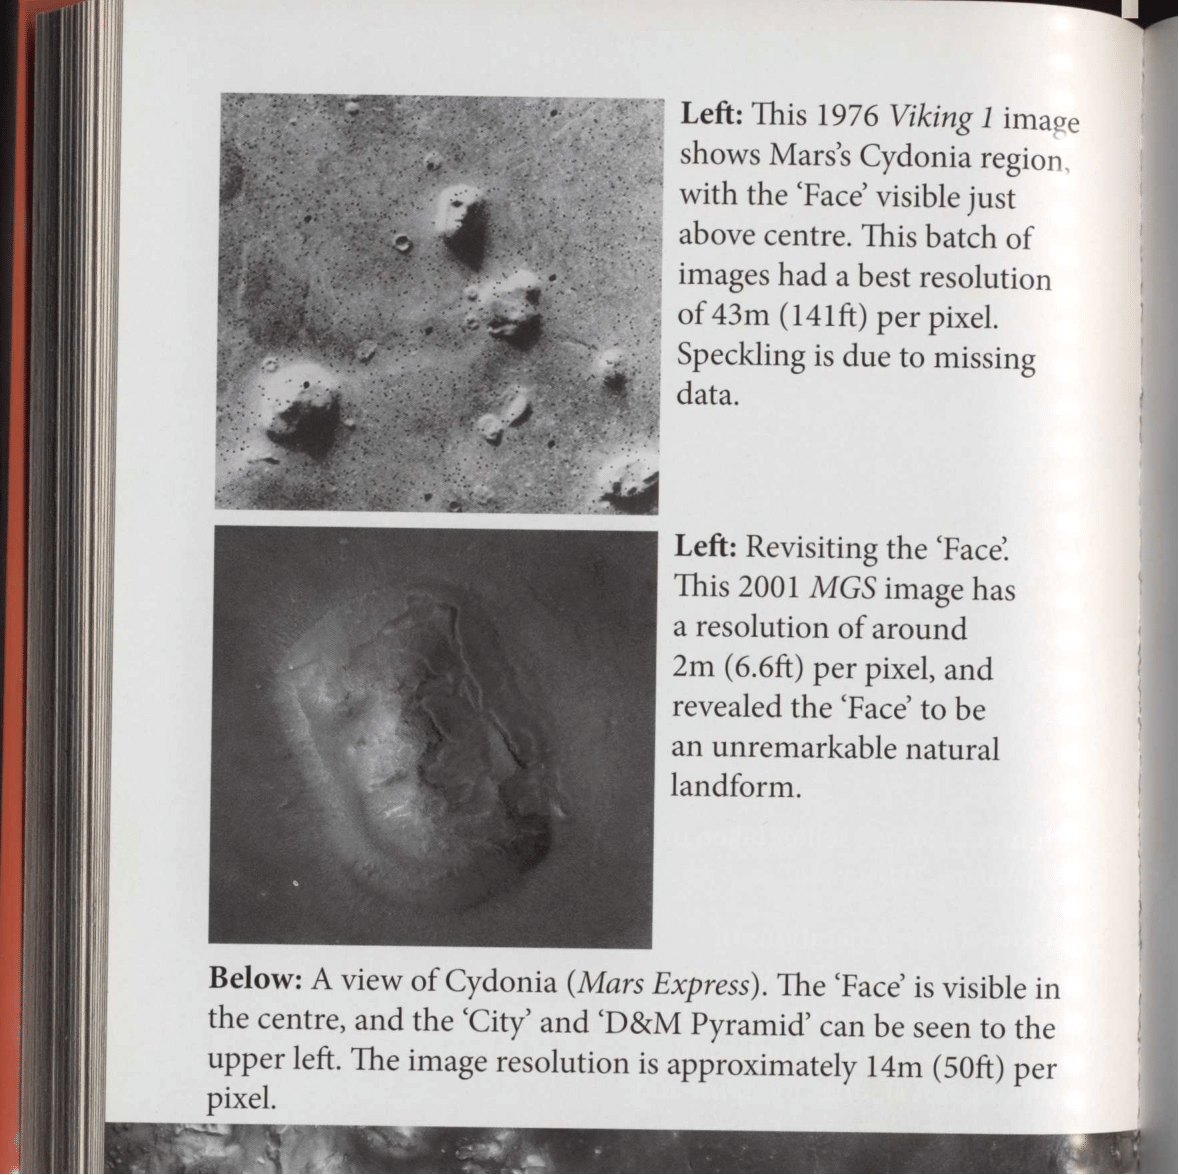 Left: This 1976 Viking 1 image
shows Mars’s Cydonia region,
with the ‘Face’ visible just
above centre. This batch of
images had a best resolution
of 43m (141ft) per pixel.
Speckling is due to missing
data.
Left: Revisiting the ‘Face’.
This 2001 MGS image has
a resolution of around
2m (6.6ft) per pixel, and
revealed the ‘Face’ to be
an unremarkable natural
landform.
Below: A view of Cydonia (Mars Express). The ‘Face’ is visible in
the centre, and the ‘City’ and ‘D&M Pyramid’ can be seen to the
upper left. The image resolution is approximately 14m (50ft) per
pixel.